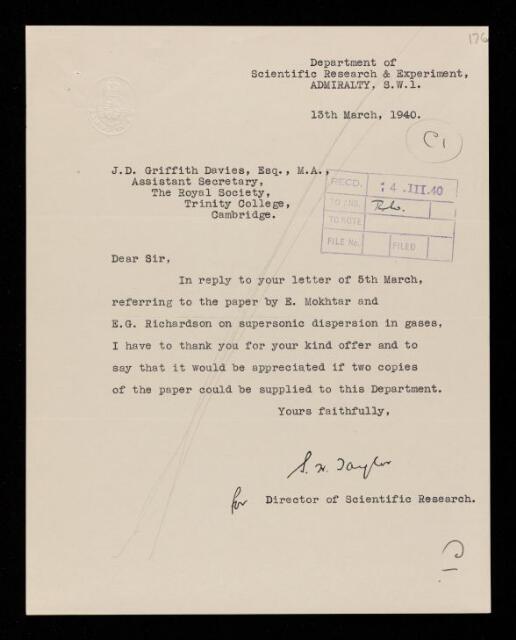 176
Department of
Scientific Research & Experiment,
ADMIRALTY, S.W.1.
13th March, 1940.
C1
J.D. Griffith Davies, Esq., M.A.,
Assistant Secretary,
The Royal Society,
Trinity College,
Cambridge.
RECD. 14 .III.40
TO ANS.
TO NOTE
FILE No. FILED
Dear Sir,
In reply to your letter of 5th March,
referring to the paper by E. Mokhtar and
E.G. Richardson on supersonic dispersion in gases,
I have to thank you for your kind offer and to
say that it would be appreciated if two copies
of the paper could be supplied to this Department.
Yours faithfully,
Taylor
for Director of Scientific Research.